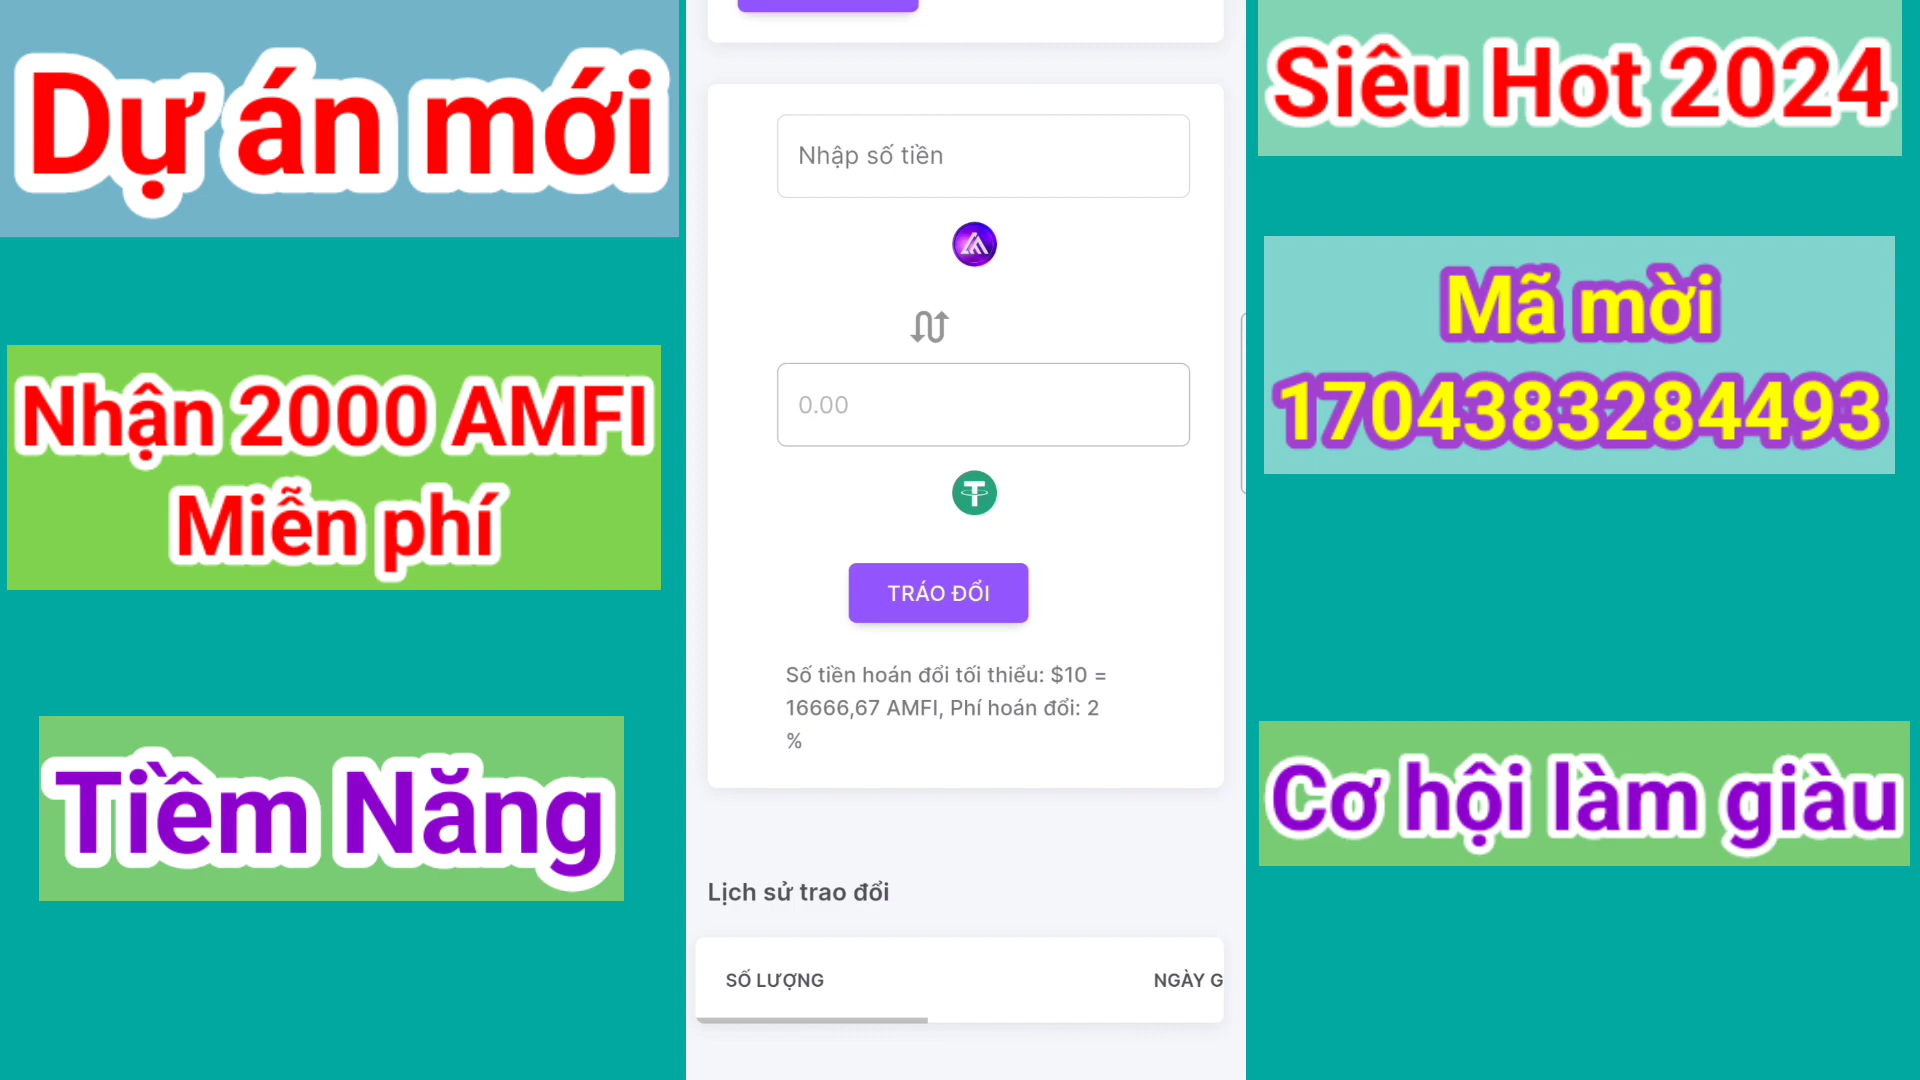 Dự án mới
Nhận 2000 AMFI
Miễn phí
Tiềm Năng
Nhập số tiền
0.00
TRÁO ĐỔI
Số tiền hoán đổi tối thiểu: $10 =
16666,67 AMFI, Phí hoán đổi: 2
%
Lịch sử trao đổi
SỐ LƯỢNG
NGÀY G
Siêu Hot 2024
Mã mời
1704383284493
Cơ hội làm giàu